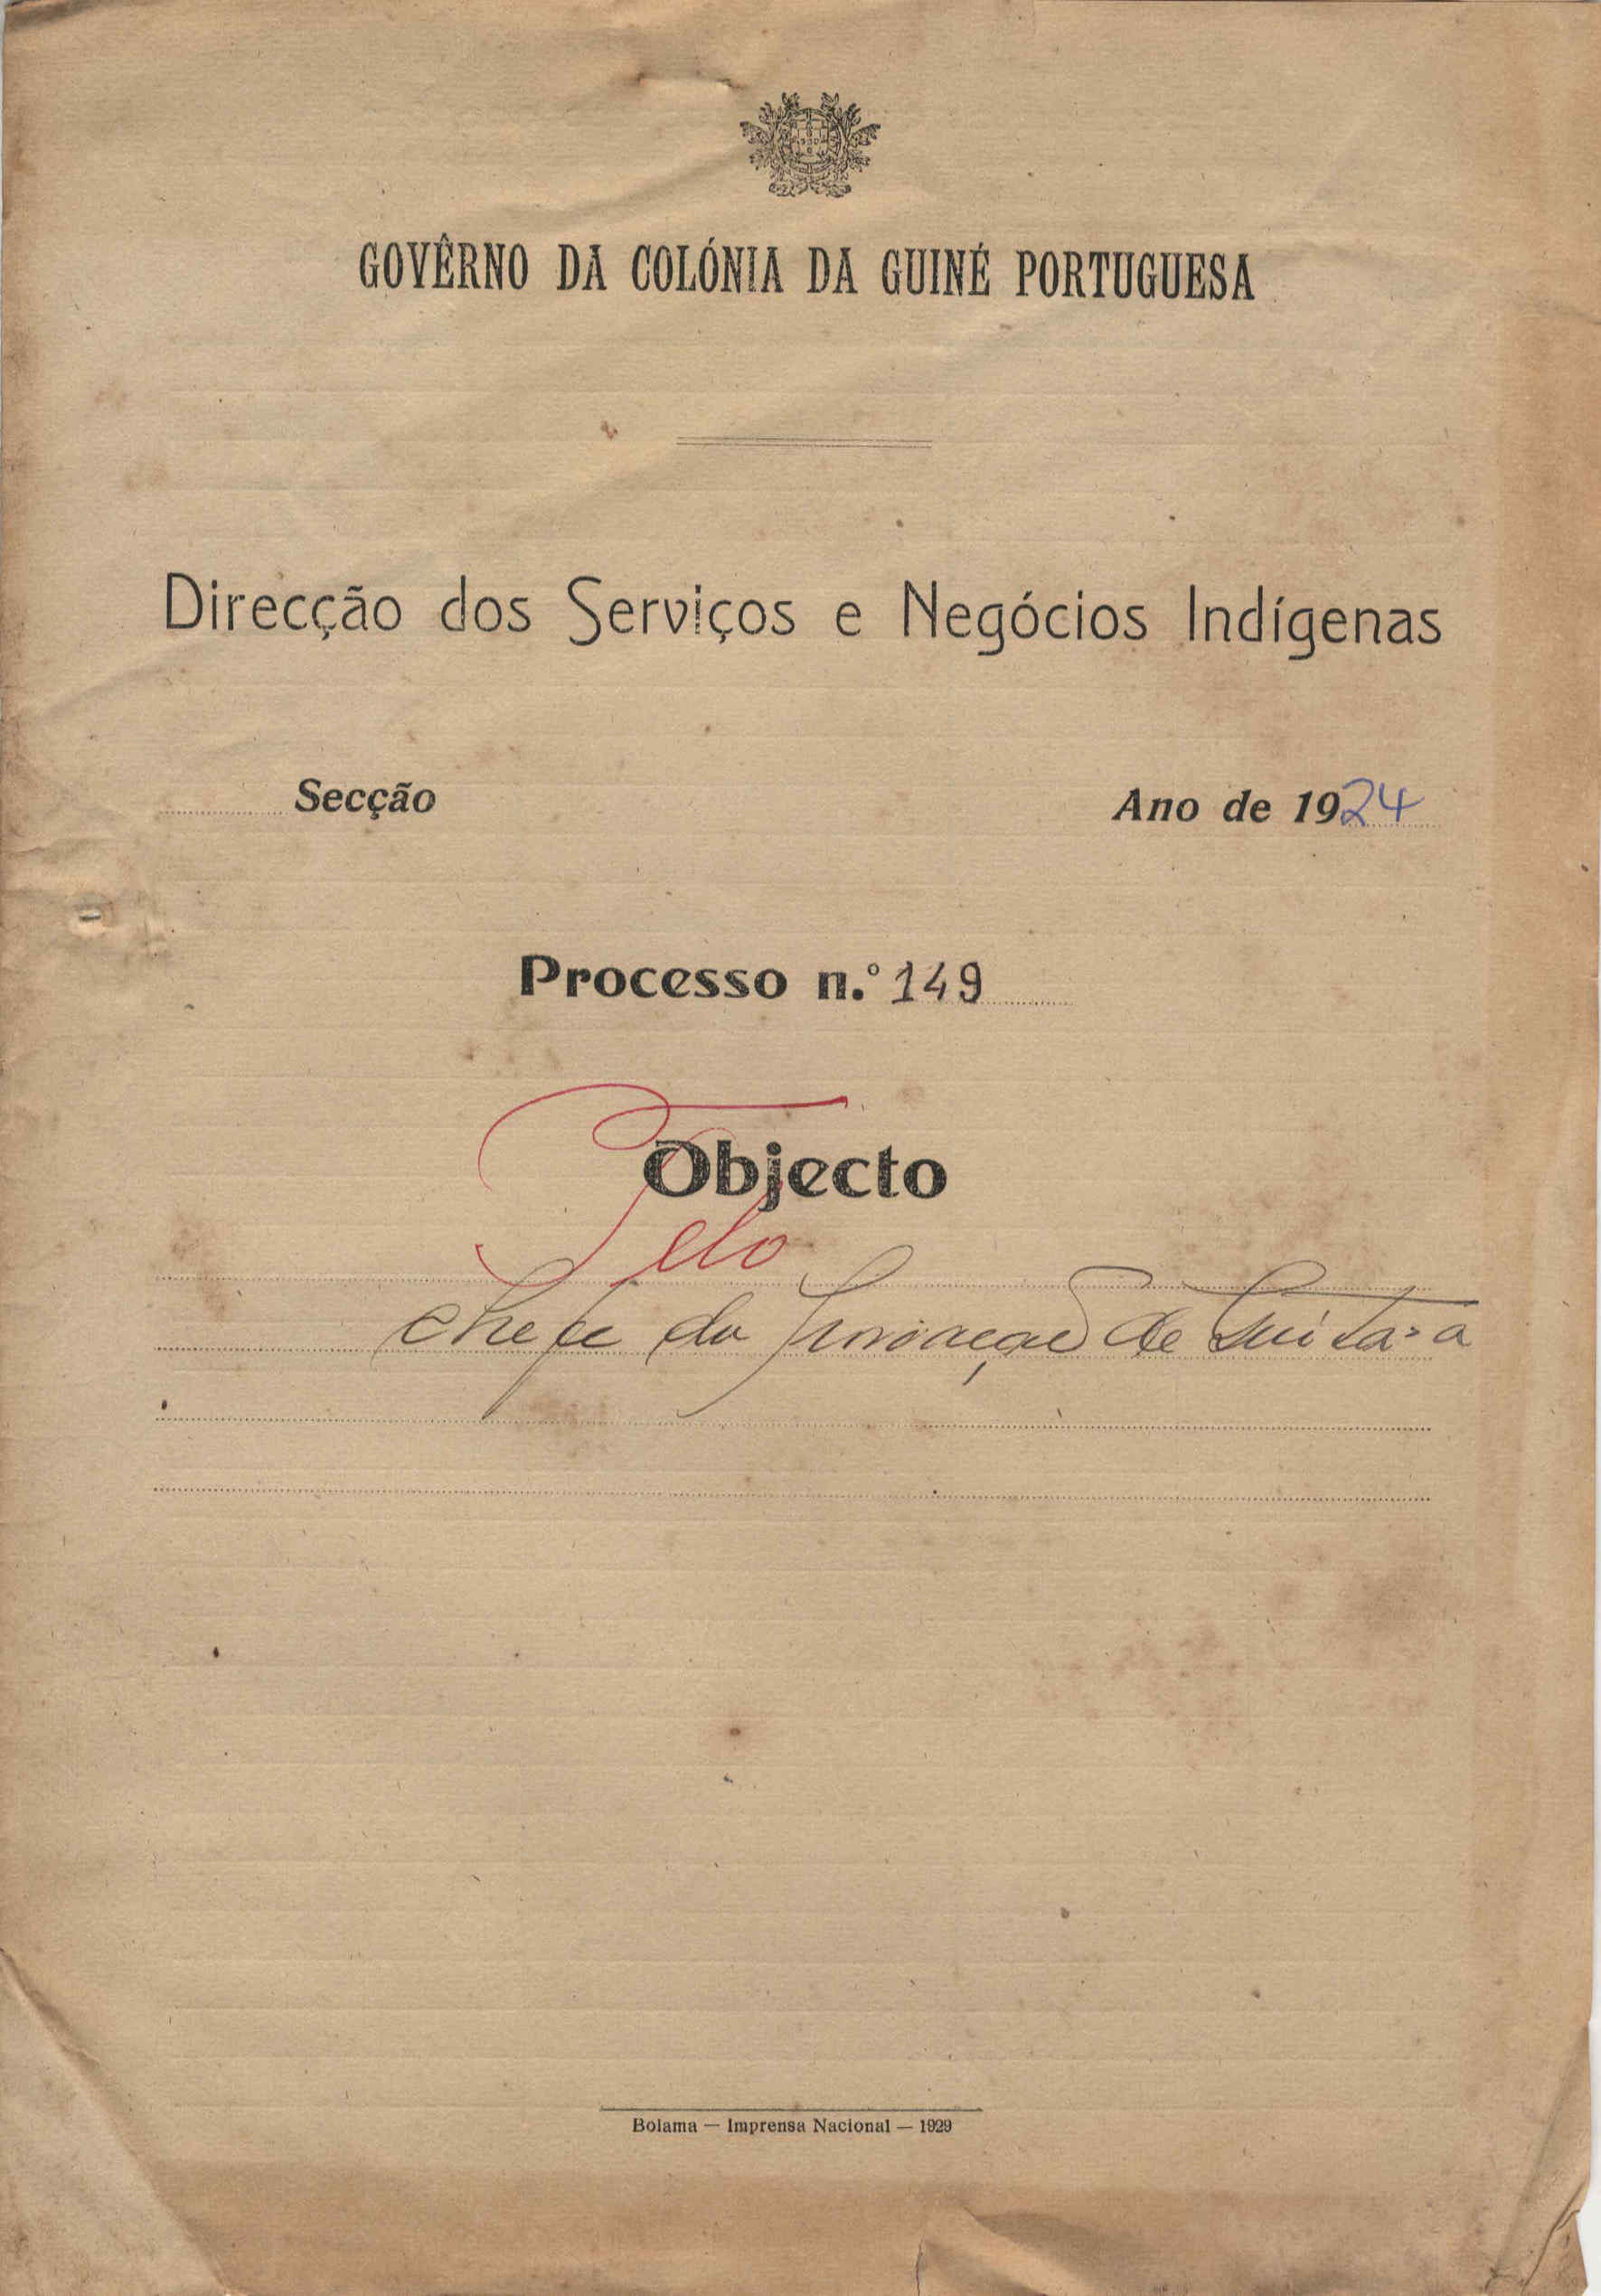 GOVÊRNO DA COLÓNIA DA GUINÉ PORTUGUESA
Direcção dos Serviços e Negócios Indígenas
Secção
Ano de 1924
Processo n.º 149
Objecto
Chefe da de
Bolama — Imprensa Nacional — 1929